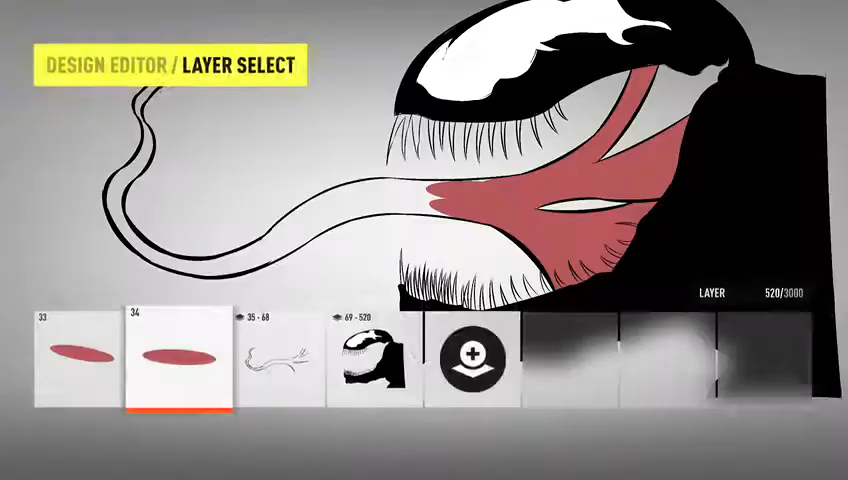 DESIGN EDITOR / LAYER SELECT
LAYER 520/3000
33
34
35 - 68
69 - 520